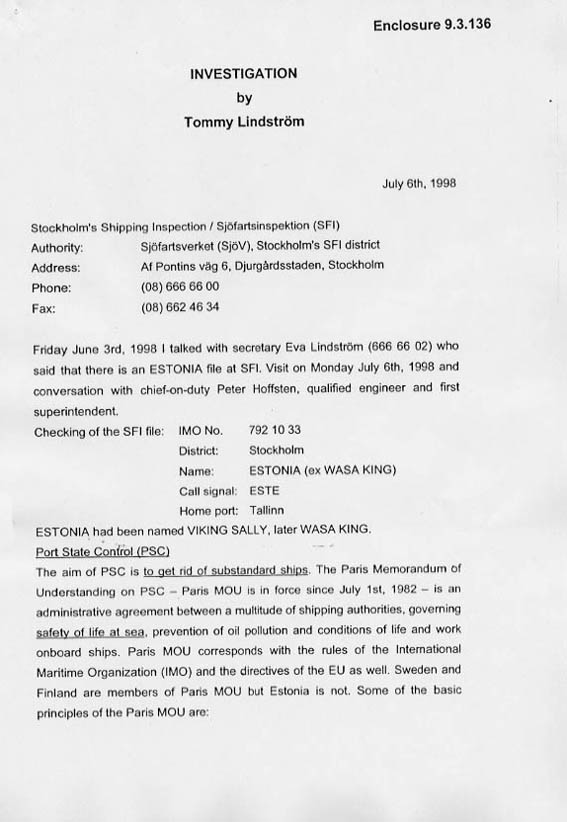 Enclosure 9.3.136
INVESTIGATION
by
Tommy Lindström
July 6th, 1998
Stockholm's Shipping Inspection / Sjöfartsinspektion (SFI)
Authority: Sjöfartsverket (SjöV), Stockholm's SFI district
Address: Af Pontins väg 6, Djurgårdsstaden, Stockholm
Phone: (08) 666 66 00
Fax: (08) 662 46 34
Friday June 3rd, 1998 I talked with secretary Eva Lindström (666 66 02) who
said that there is an ESTONIA file at SFI. Visit on Monday July 6th, 1998 and
conversation with chief-on-duty Peter Hoffsten, qualified engineer and first
superintendent.
Checking of the SFI file: IMO No. 792 10 33
District: Stockholm
Name: ESTONIA (ex WASA KING)
Call signal: ESTE
Home port: Tallinn
ESTONIA had been named VIKING SALLY, later WASA KING.
Port State Control (PSC)
The aim of PSC is to get rid of substandard ships. The Paris Memorandum of
Understanding on PSC – Paris MOU is in force since July 1st, 1982 – is an
administrative agreement between a multitude of shipping authorities, governing
safety of life at sea, prevention of oil pollution and conditions of life and work
onboard ships. Paris MOU corresponds with the rules of the International
Maritime Organization (IMO) and the directives of the EU as well. Sweden and
Finland are members of Paris MOU but Estonia is not. Some of the basic
principles of the Paris MOU are: